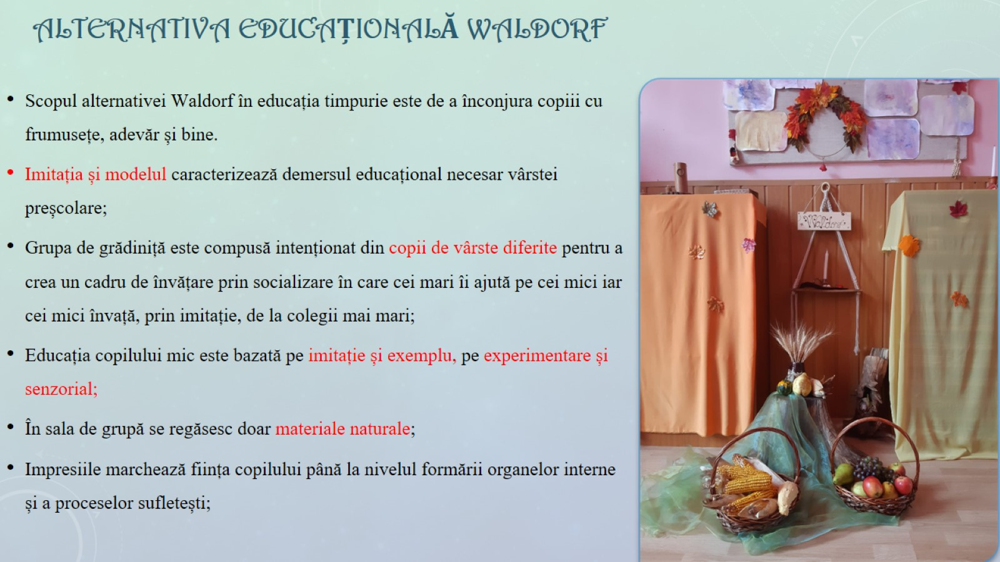 ALTERNATIVA EDUCAȚIONALĂ WALDORF
• Scopul alternativei Waldorf în educația timpurie este de a înconjura copiii cu
frumusețe, adevăr și bine.
• Imitația și modelul caracterizează demersul educațional necesar vârstei
preșcolare;
• Grupa de grădiniță este compusă intenționat din copii de vârste diferite pentru a
crea un cadru de învățare prin socializare în care cei mari îi ajută pe cei mici iar
cei mici învață, prin imitație, de la colegii mai mari;
• Educația copilului mic este bazată pe imitație și exemplu, pe experimentare și
senzorial;
• În sala de grupă se regăsesc doar materiale naturale;
• Impresiile marchează ființa copilului până la nivelul formării organelor interne
și a proceselor sufletești;
Waldorf